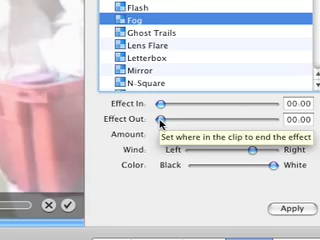 Flash
Fog
Ghost Trails
Lens Flare
Letterbox
Mirror
N-Square
Effect In: 00:00
Effect Out: 00:00
Amount:
Set where in the clip to end the effect
Wind: Left Right
Color: Black White
Apply